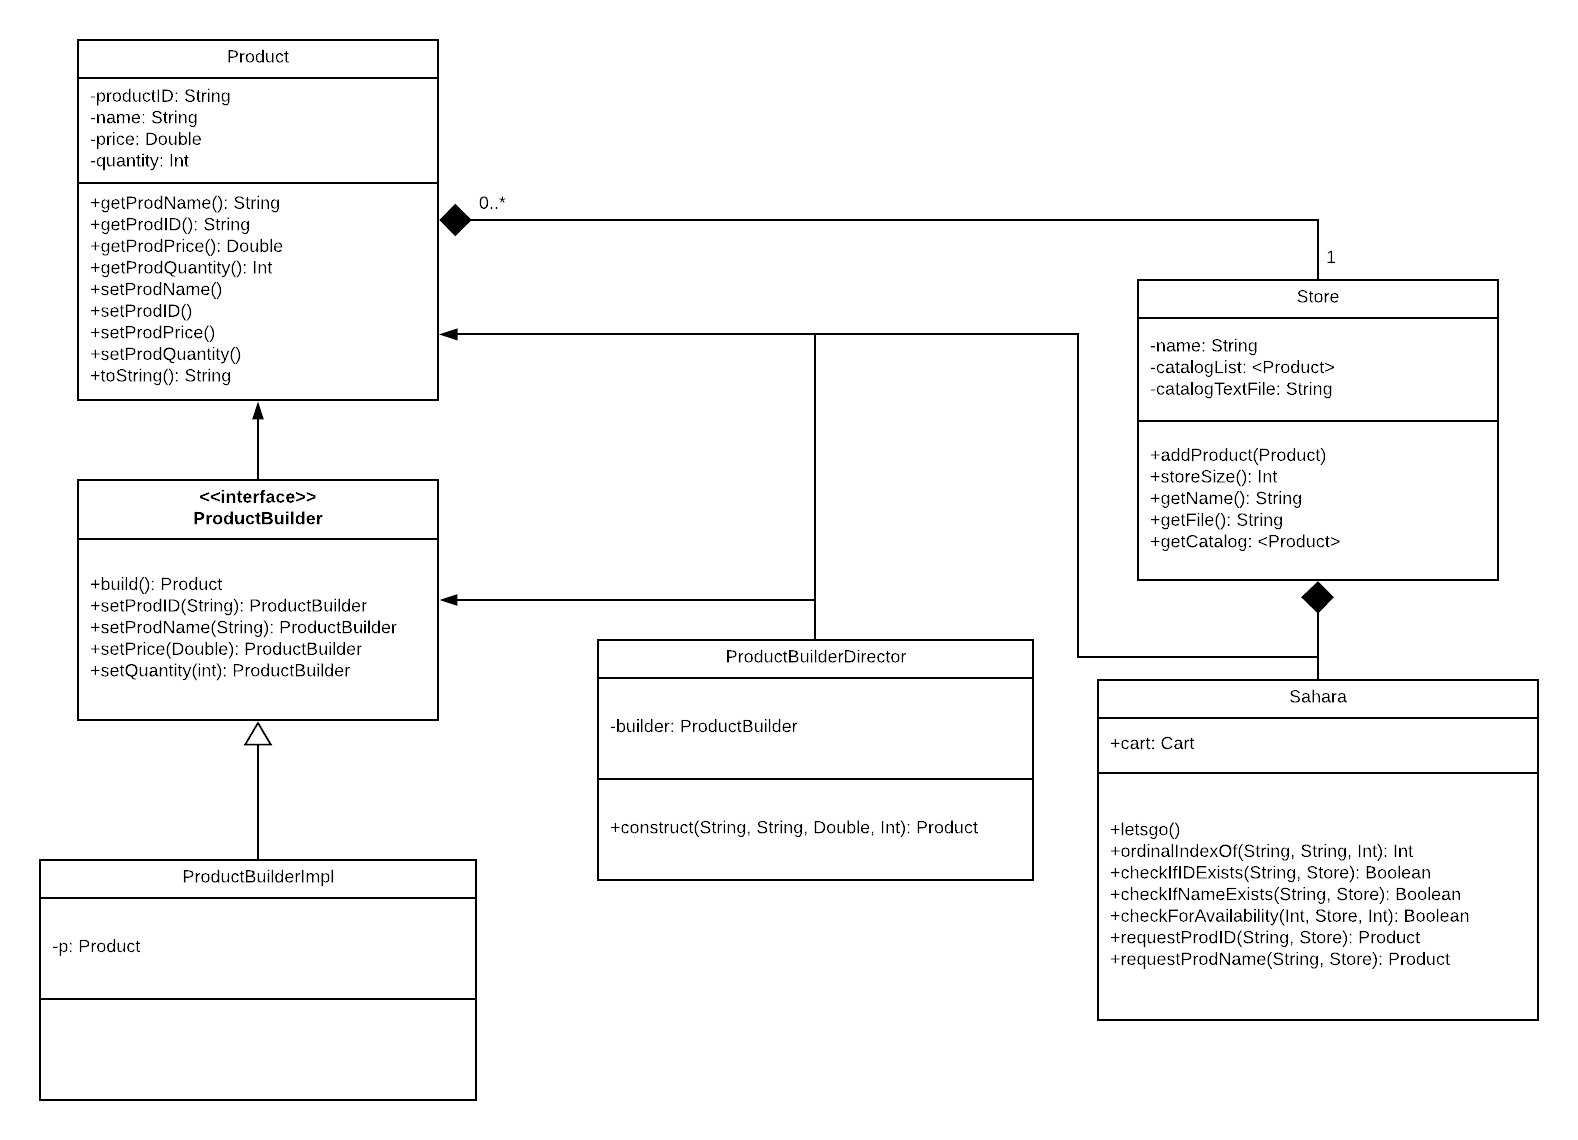 Product
-productID: String
-name: String
-price: Double
-quantity: Int
+getProdName(): String
+getProdID(): String
+getProdPrice(): Double
+getProdQuantity(): Int
+setProdName()
+setProdID()
+setProdPrice()
+setProdQuantity()
+toString(): String
0..*
1
Store
-name: String
-catalogList: <Product>
-catalogTextFile: String
+addProduct(Product)
+storeSize(): Int
+getName(): String
+getFile(): String
+getCatalog: <Product>
<<interface>>
ProductBuilder
+build(): Product
+setProdID(String): ProductBuilder
+setProdName(String): ProductBuilder
+setPrice(Double): ProductBuilder
+setQuantity(int): ProductBuilder
ProductBuilderDirector
-builder: ProductBuilder
+construct(String, String, Double, Int): Product
Sahara
+cart: Cart
+letsgo()
+ordinalIndexOf(String, String, Int): Int
+checkIfIDExists(String, Store): Boolean
+checkIfNameExists(String, Store): Boolean
+checkForAvailability(Int, Store, Int): Boolean
+requestProdID(String, Store): Product
+requestProdName(String, Store): Product
ProductBuilderImpl
-p: Product